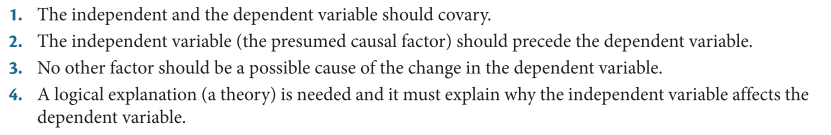 1. The independent and the dependent variable should covary.
2. The independent variable (the presumed causal factor) should precede the dependent variable.
3. No other factor should be a possible cause of the change in the dependent variable.
4. A logical explanation (a theory) is needed and it must explain why the independent variable affects the
dependent variable.